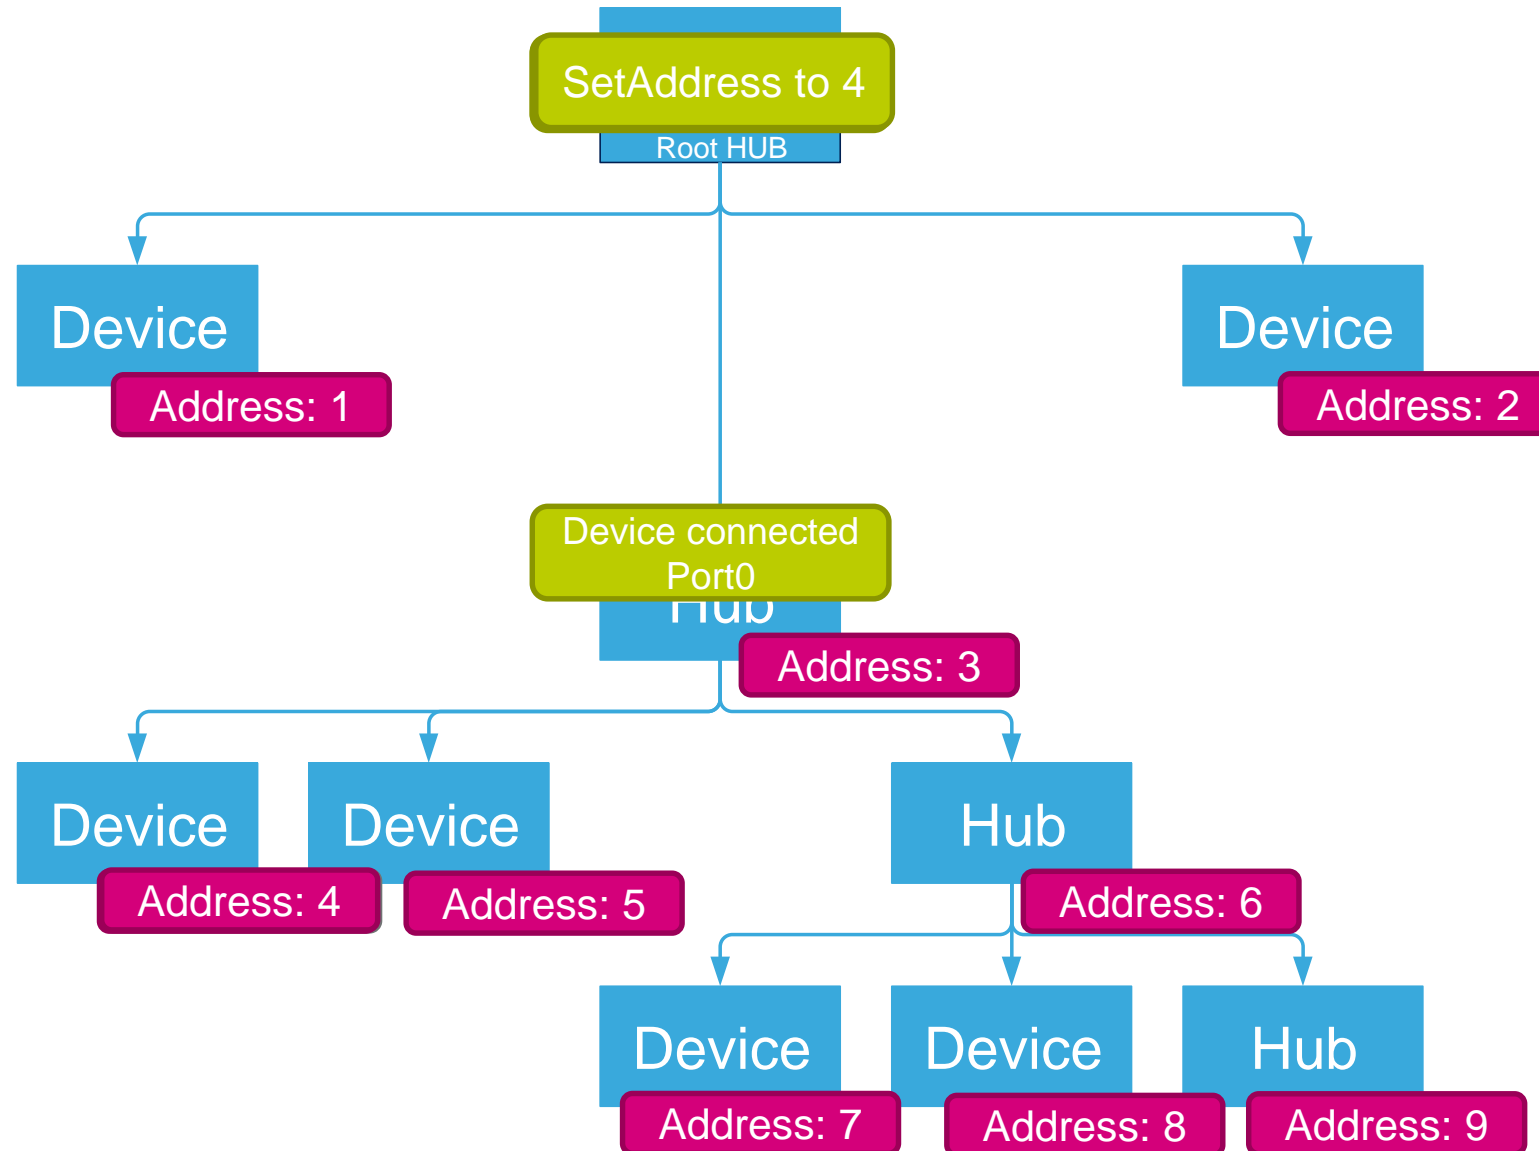 SetAddress to 4
Root HUB
Device
Device
Address: 1
Address: 2
Device connected
Port0
Hub
Address: 3
Device
Device
Hub
Address: 4
Address: 5
Address: 6
Device
Device
Hub
Address: 7
Address: 8
Address: 9